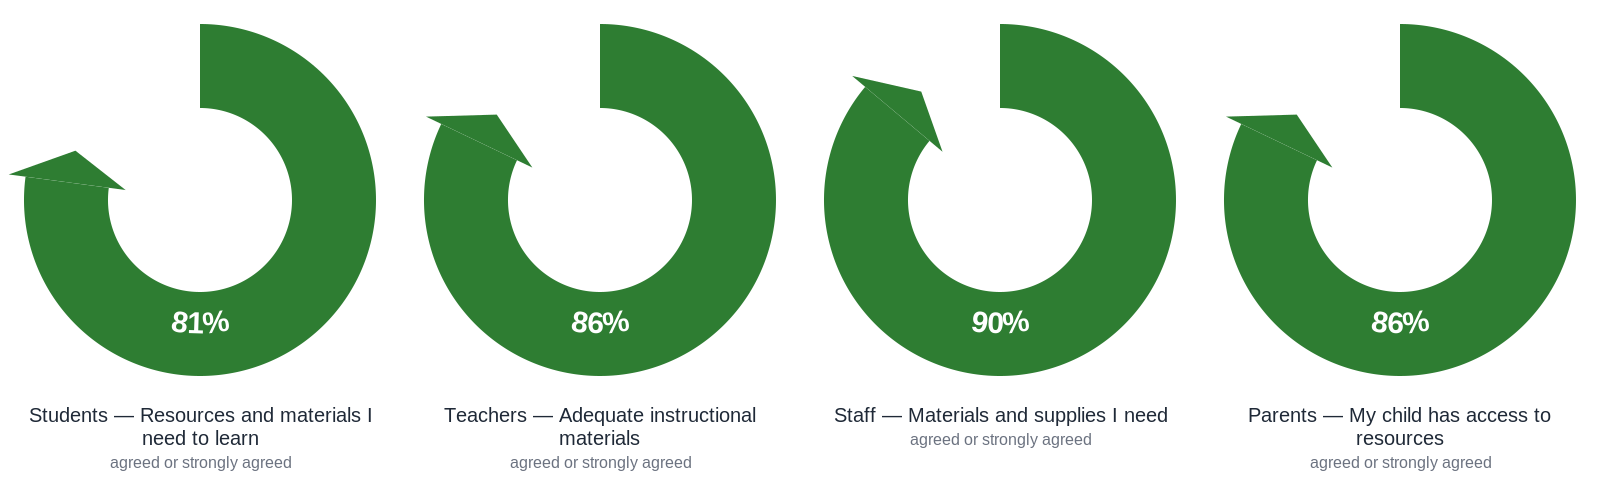 81%
86%
90%
86%
Students — Resources and materials I
need to learn
agreed or strongly agreed
Teachers — Adequate instructional
materials
agreed or strongly agreed
Staff — Materials and supplies I need
agreed or strongly agreed
Parents — My child has access to
resources
agreed or strongly agreed